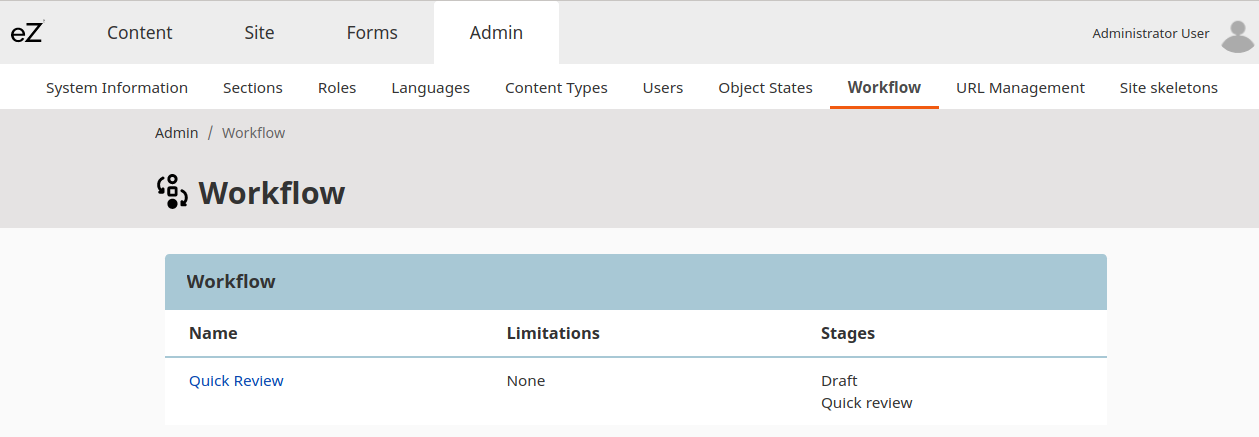 eZ Content Site Forms Admin Administrator User
System Information Sections Roles Languages Content Types Users Object States Workflow URL Management Site skeletons
Admin / Workflow
Workflow
Workflow
Name Limitations Stages
Quick Review None Draft
Quick review